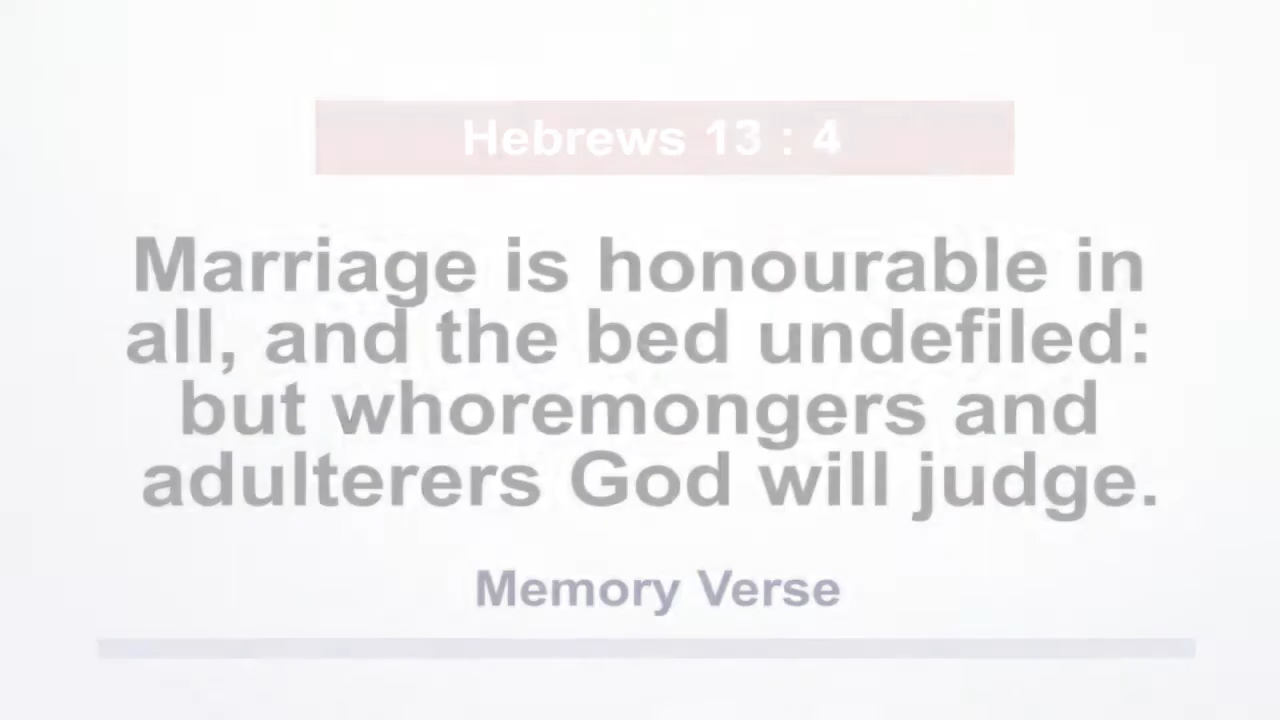 Hebrews 13 : 4
Marriage is honourable in
all, and the bed undefiled:
but whoremongers and
adulterers God will judge.
Memory Verse